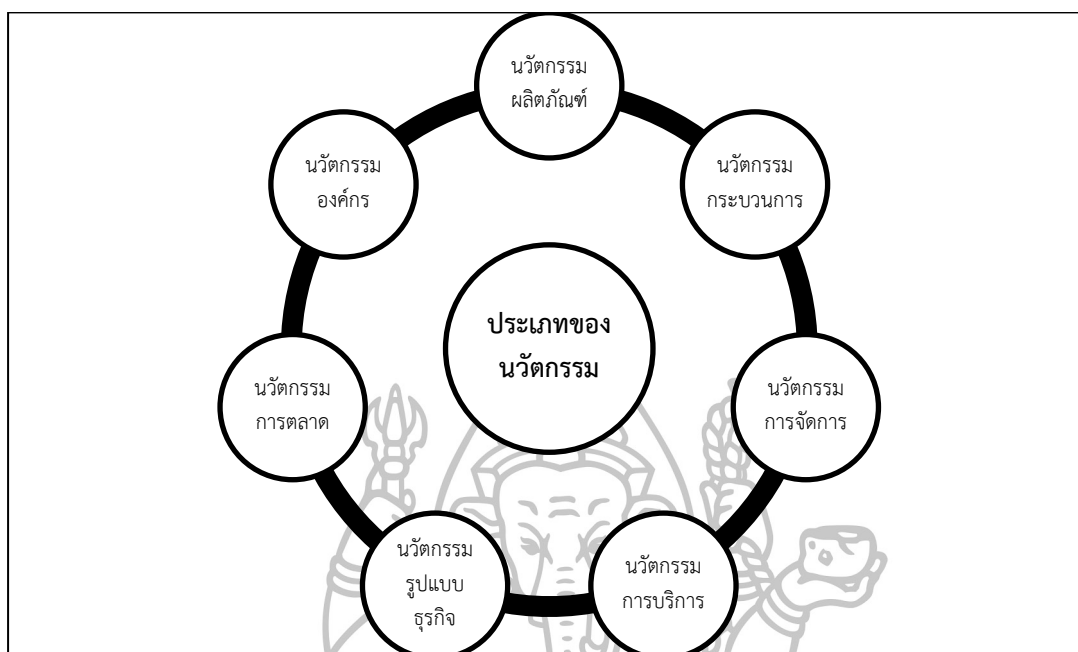 นวัตกรรม
ผลิตภัณฑ์
นวัตกรรม
กระบวนการ
นวัตกรรม
การจัดการ
นวัตกรรม
การบริการ
นวัตกรรม
รูปแบบ
ธุรกิจ
นวัตกรรม
การตลาด
นวัตกรรม
องค์กร
ประเภทของ
นวัตกรรม